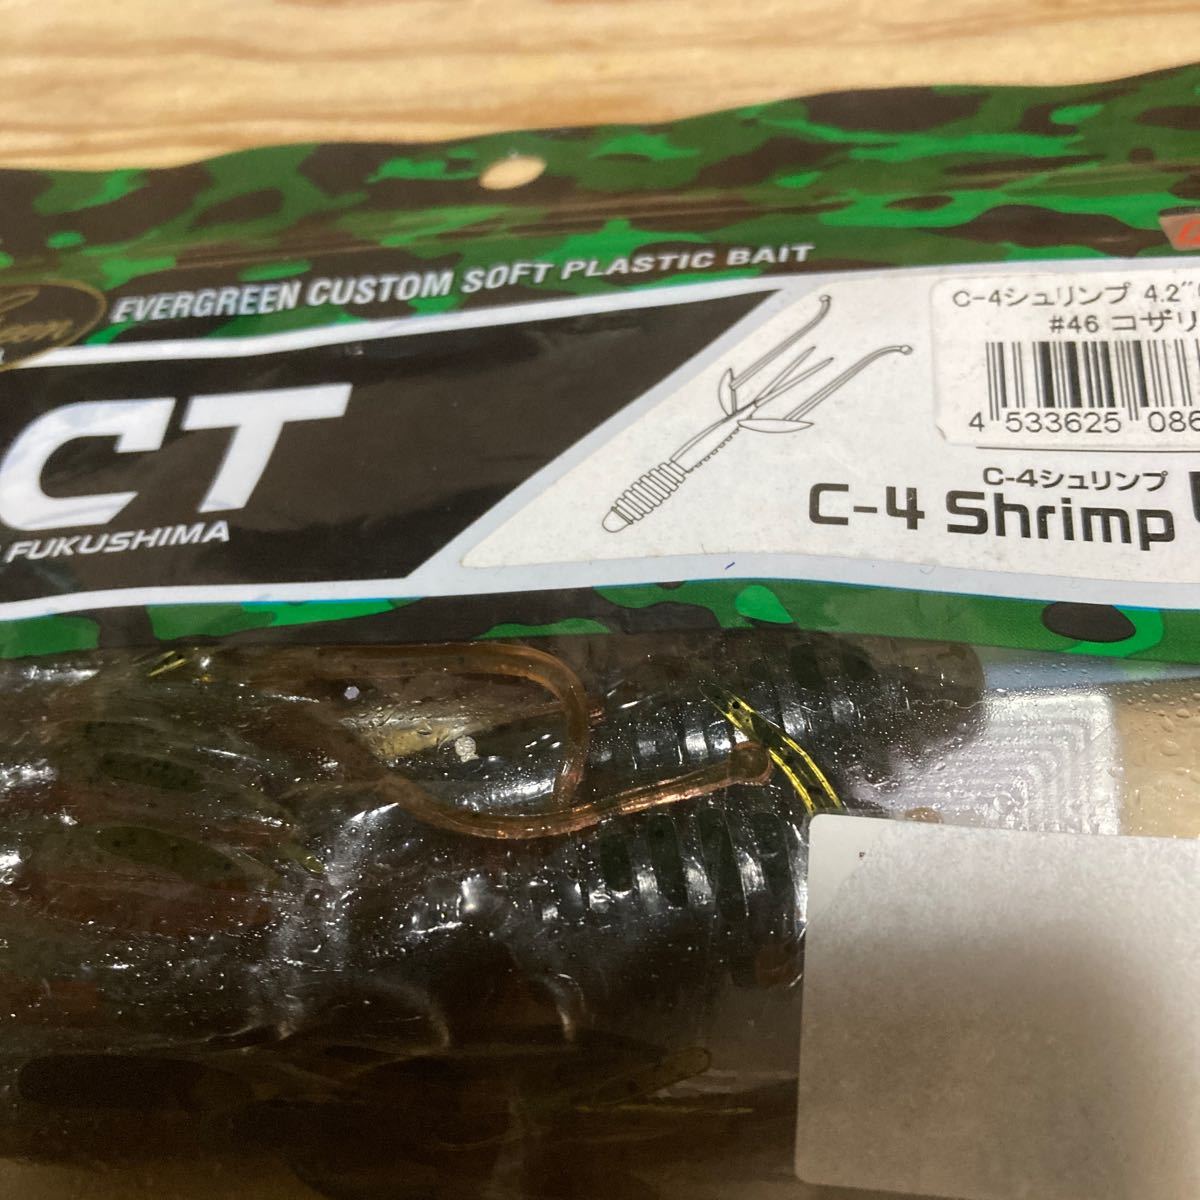 EVERGREEN CUSTOM SOFT PLASTIC BAIT
CT
FUKUSHIMA
C-4シュリンプ 4.2"
#46 コザリ
4 533625 086
C-4シュリンプ
C-4 Shrimp